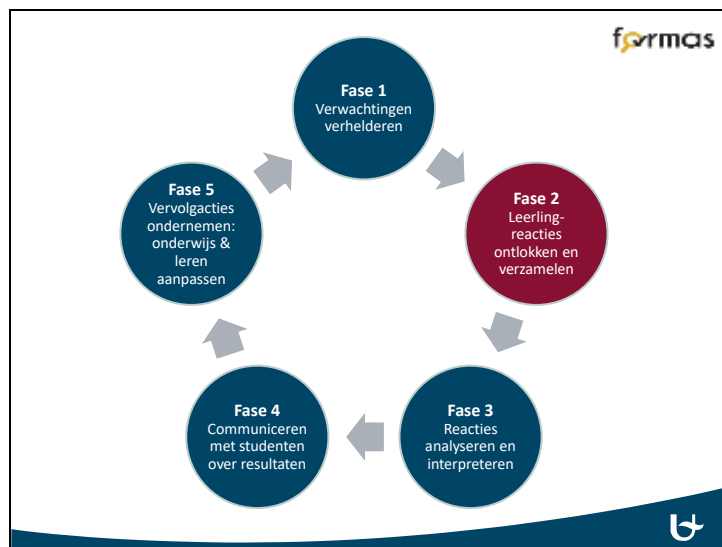 formas
Fase 1
Verwachtingen
verhelderen
Fase 2
Leerling-
reacties
ontlokken en
verzamelen
Fase 3
Reacties
analyseren en
interpreteren
Fase 4
Communiceren
met studenten
over resultaten
Fase 5
Vervolgacties
ondernemen:
onderwijs &
leren
aanpassen